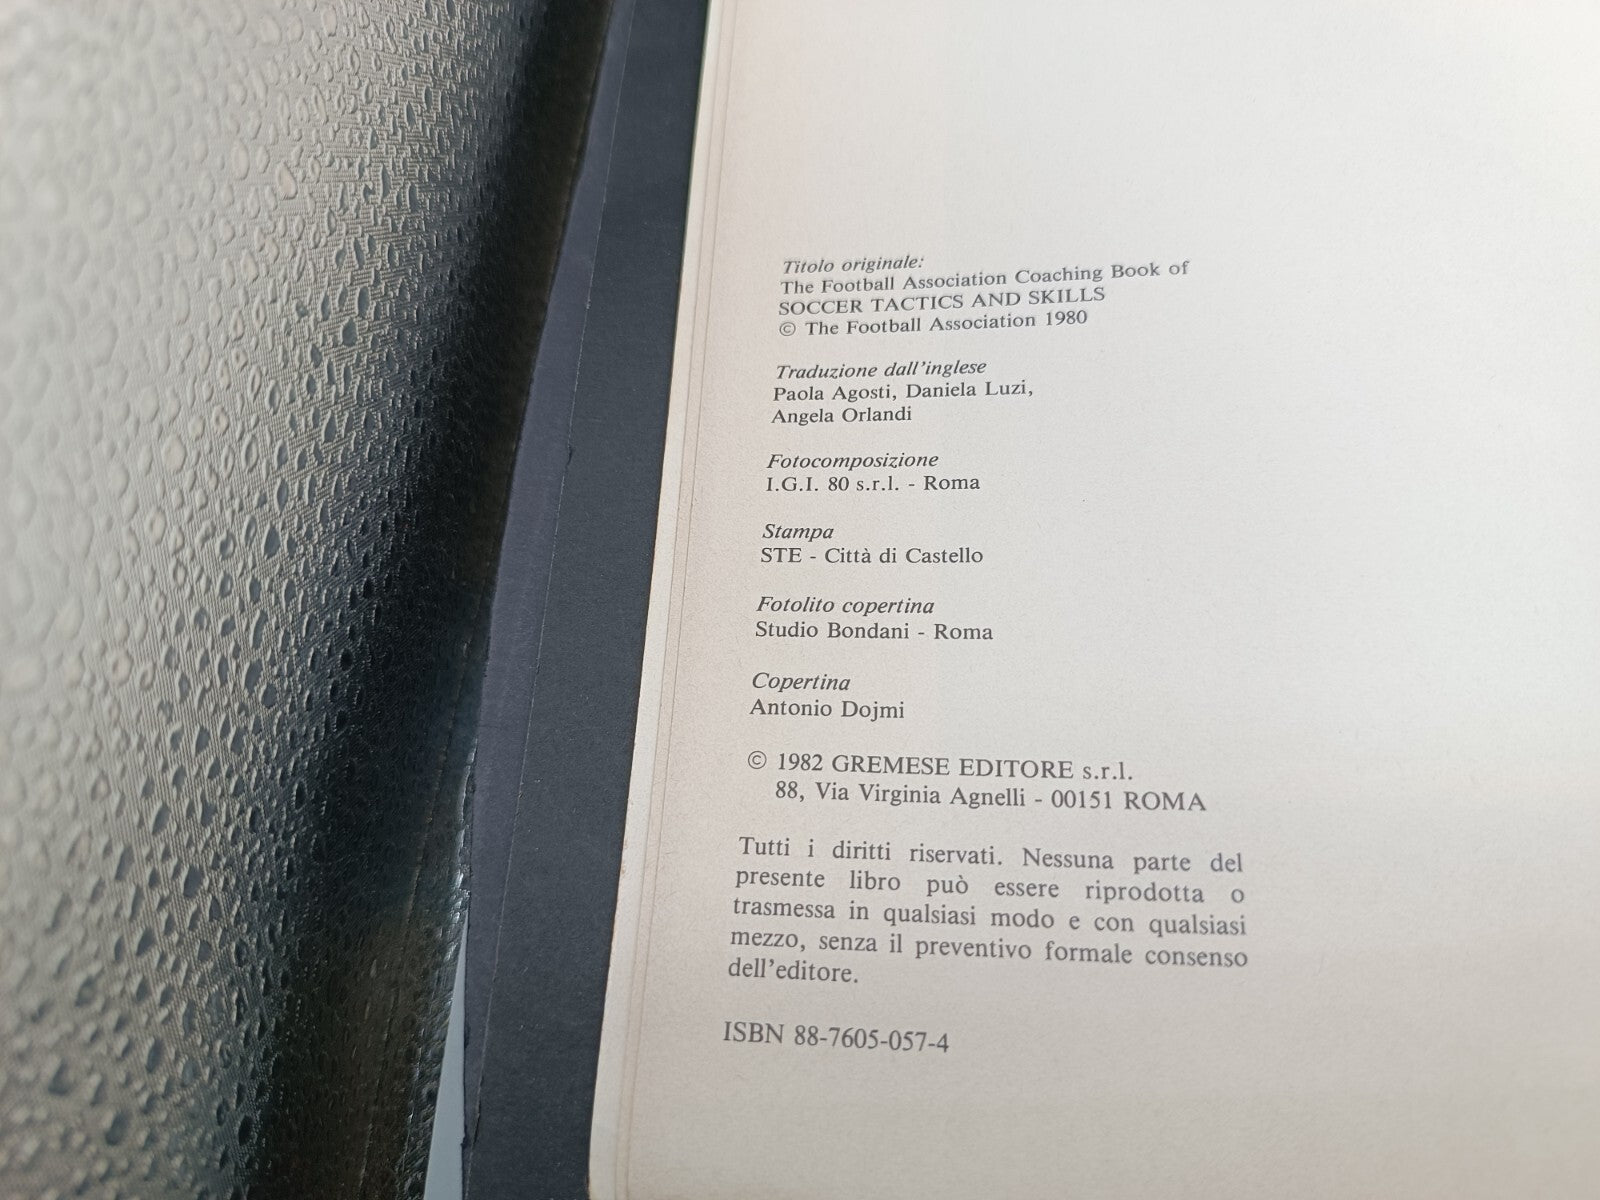 Titolo originale:
The Football Association Coaching Book of
SOCCER TACTICS AND SKILLS
© The Football Association 1980
Traduzione dall'inglese
Paola Agosti, Daniela Luzi,
Angela Orlandi
Fotocomposizione
I.G.I. 80 s.r.l. - Roma
Stampa
STE - Città di Castello
Fotolito copertina
Studio Bondani - Roma
Copertina
Antonio Dojmi
© 1982 GREMESE EDITORE s.r.l.
88, Via Virginia Agnelli - 00151 ROMA
Tutti i diritti riservati. Nessuna parte del
presente libro può essere riprodotta o
trasmessa in qualsiasi modo e con qualsiasi
mezzo, senza il preventivo formale consenso
dell'editore.
ISBN 88-7605-057-4